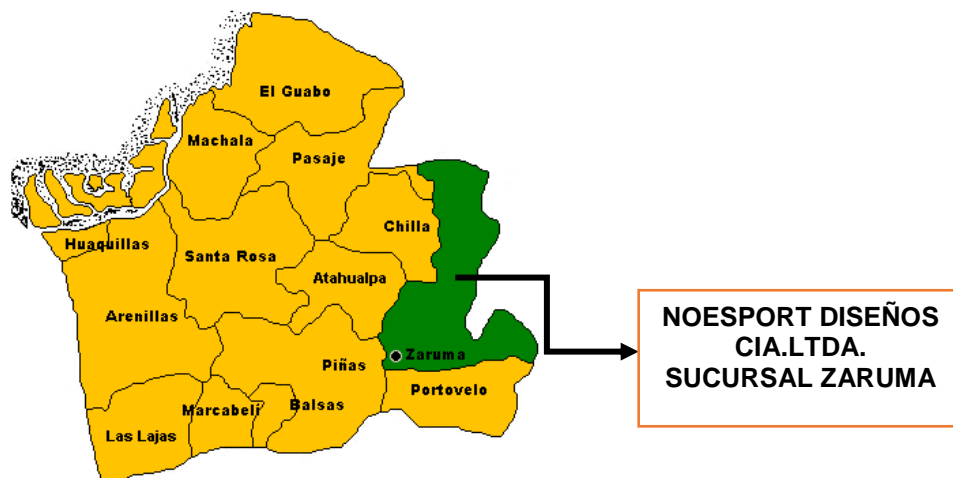 El Guabo
Machala
Pasaje
Chilla
Huaquillas
Santa Rosa
Atahualpa
Arenillas
Zaruma
Piñas
Portovelo
Marcabelí
Balsas
Las Lajas
NOESPORT DISEÑOS
CIA.LTDA.
SUCURSAL ZARUMA